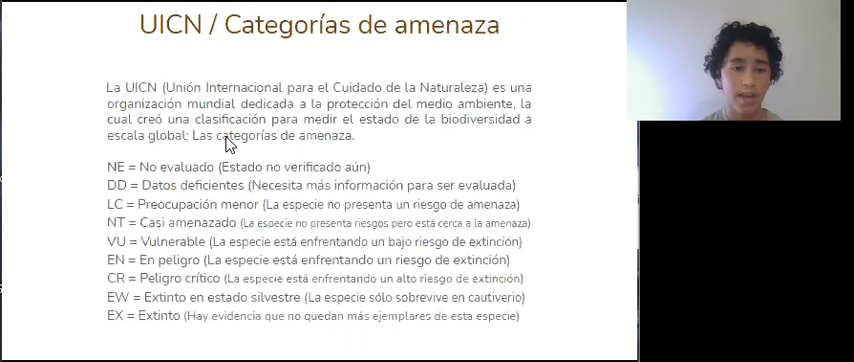 UICN / Categorías de amenaza
La UICN (Unión Internacional para el Cuidado de la Naturaleza) es una
organización mundial dedicada a la protección del medio ambiente, la
cual creó una clasificación para medir el estado de la biodiversidad a
escala global; Las categorías de amenaza.
NE = No evaluado (Estado no verificado aún)
DD = Datos deficientes (Necesita más información para ser evaluada)
LC = Preocupación menor (La especie no presenta un riesgo de amenaza)
NT = Casi amenazado (La especie no presenta riesgos pero está cerca a la amenaza)
VU = Vulnerable (La especie está enfrentando un bajo riesgo de extinción)
EN = En peligro (La especie está enfrentando un riesgo de extinción)
CR = Peligro crítico (La especie está enfrentando un alto riesgo de extinción)
EW = Extinto en estado silvestre (La especie sólo sobrevive en cautiverio)
EX = Extinto (Hay evidencia que no quedan más ejemplares de esta especie)